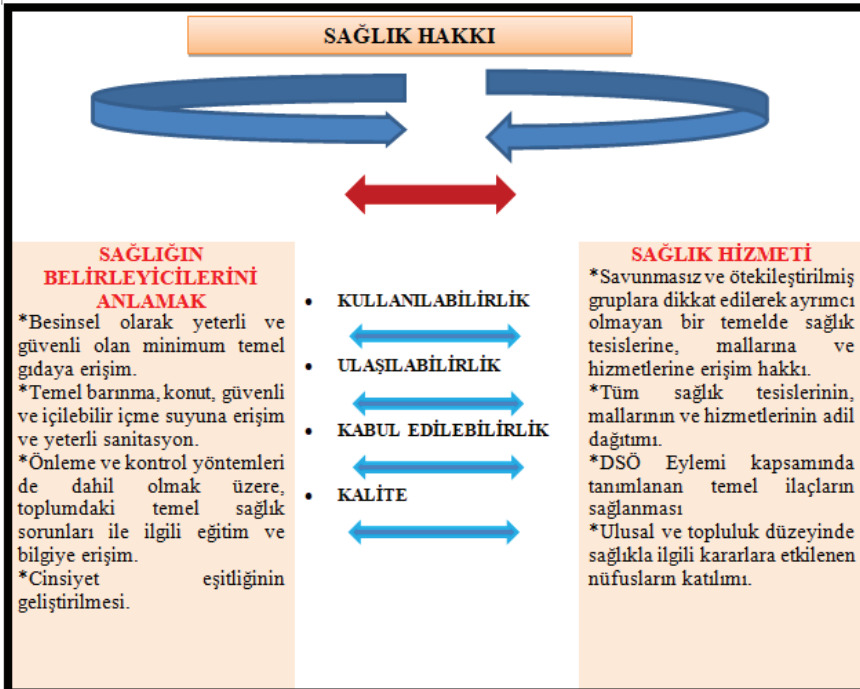 SAĞLIK HAKKI
SAĞLIĞIN
BELİRLEYİCİLERİNİ
ANLAMAK
*Besinsel olarak yeterli ve
güvenli olan minimum temel
gıdaya erişim.
*Temel barınma, konut, güvenli
ve içilebilir içme suyuna erişim
ve yeterli sanitasyon.
*Önleme ve kontrol yöntemleri
de dahil olmak üzere,
toplumdaki temel sağlık
sorunları ile ilgili eğitim ve
bilgiye erişim.
*Cinsiyet eşitliğinin
geliştirilmesi.
• KULLANILABİLİRLİK
• ULAŞILABİLİRLİK
• KABUL EDİLEBİLİRLİK
• KALİTE
SAĞLIK HİZMETİ
*Savunmasız ve ötekileştirilmiş
gruplara dikkat edilerek ayrımcı
olmayan bir temelde sağlık
tesislerine, mallarına ve
hizmetlerine erişim hakkı.
*Tüm sağlık tesislerinin,
mallarının ve hizmetlerinin adil
dağıtımı.
*DSÖ Eylemi kapsamında
tanımlanan temel ilaçların
sağlanması
*Ulusal ve topluluk düzeyinde
sağlıkla ilgili kararlara etkilenen
nüfusların katılımı.